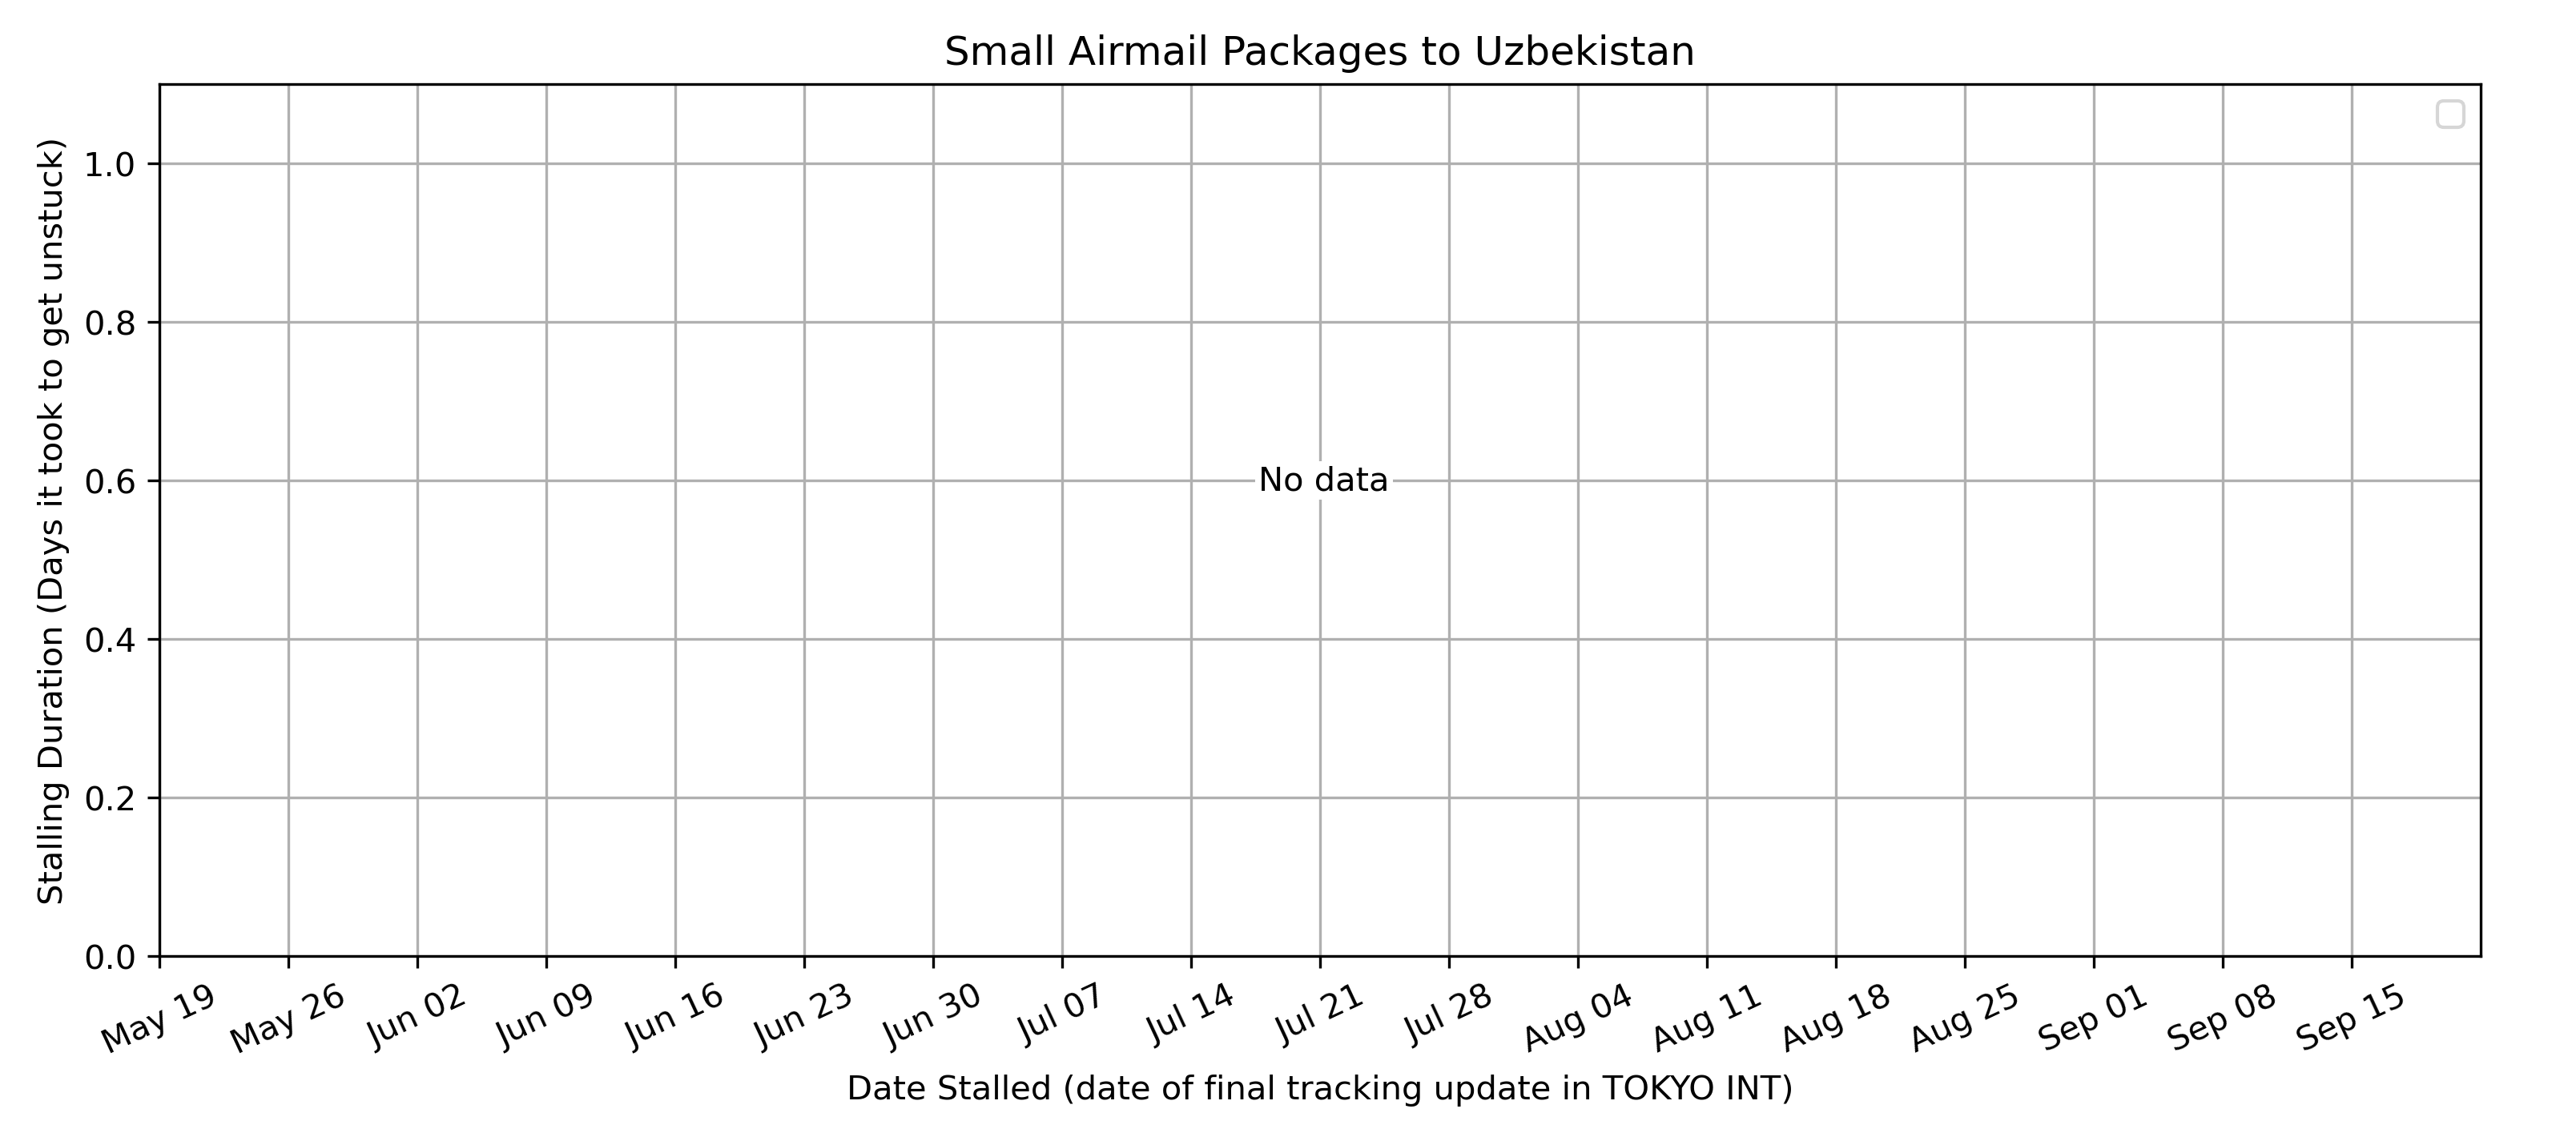 Small Airmail Packages to Uzbekistan
Stalling Duration (Days it took to get unstuck)
1.0
0.8
0.6
0.4
0.2
0.0
No data
May 19
May 26
Jun 02
Jun 09
Jun 16
Jun 23
Jun 30
Jul 07
Jul 14
Jul 21
Jul 28
Aug 04
Aug 11
Aug 18
Aug 25
Sep 01
Sep 08
Sep 15
Date Stalled (date of final tracking update in TOKYO INT)